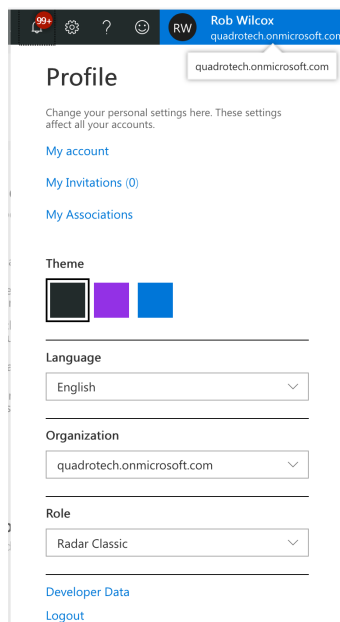 99+
?
RW
Rob Wilcox
quadrotech.onmicrosoft.com
quadrotech.onmicrosoft.com
Profile
Change your personal settings here. These settings
affect all your accounts.
My account
My Invitations (0)
My Associations
Theme
Language
English
Organization
quadrotech.onmicrosoft.com
Role
Radar Classic
Developer Data
Logout